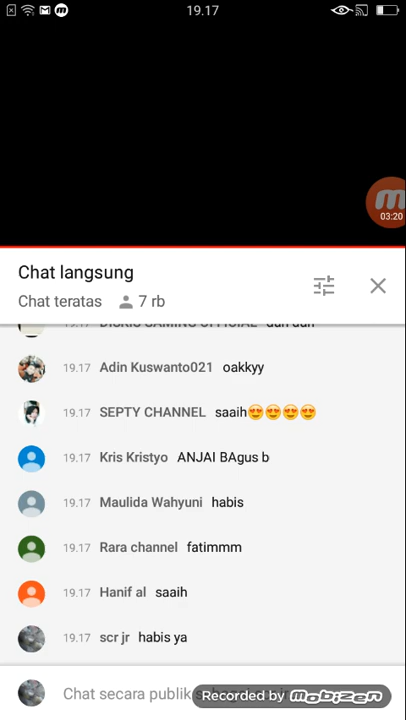 19.17
03:20
Chat langsung
Chat teratas 7 rb
19.17 Adin Kuswanto021 oakkyy
19.17 SEPTY CHANNEL saaih😍😍😍😍
19.17 Kris Kristyo ANJAI BAgus b
19.17 Maulida Wahyuni habis
19.17 Rara channel fatimmm
19.17 Hanif al saaih
19.17 scr jr habis ya
Chat secara publik
Recorded by mobizen